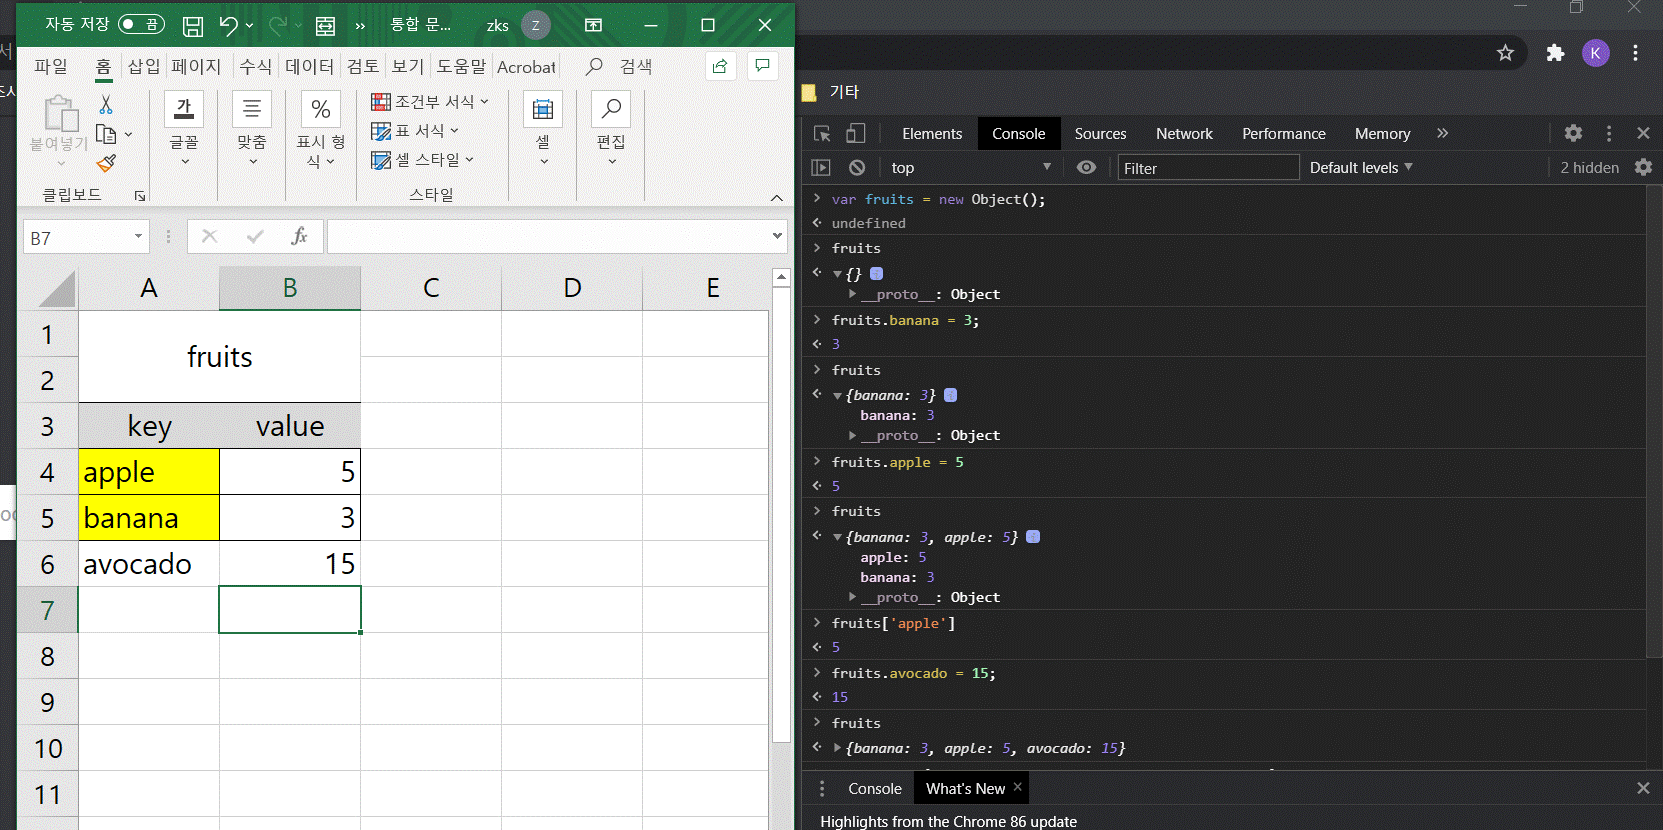 자동 저장 끔 통합 문... zks Z
파일 홈 삽입 페이지 수식 데이터 검토 보기 도움말 Acrobat 검색
붙여넣기
클립보드
가
글꼴
맞춤
%
표시 형식
조건부 서식
표 서식
셀 스타일
스타일
셀
편집
B7 fx
A B C D E
1 fruits
2
3 key value
4 apple 5
5 banana 3
6 avocado 15
7
8
9
10
11
서
K
기타
Elements Console Sources Network Performance Memory »
top Filter Default levels 2 hidden
> var fruits = new Object();
undefined
> fruits
{}
__proto__: Object
> fruits.banana = 3;
3
> fruits
{banana: 3}
banana: 3
__proto__: Object
> fruits.apple = 5
5
> fruits
{banana: 3, apple: 5}
apple: 5
banana: 3
__proto__: Object
> fruits['apple']
5
> fruits.avocado = 15;
15
> fruits
{banana: 3, apple: 5, avocado: 15}
Console What's New
Highlights from the Chrome 86 update